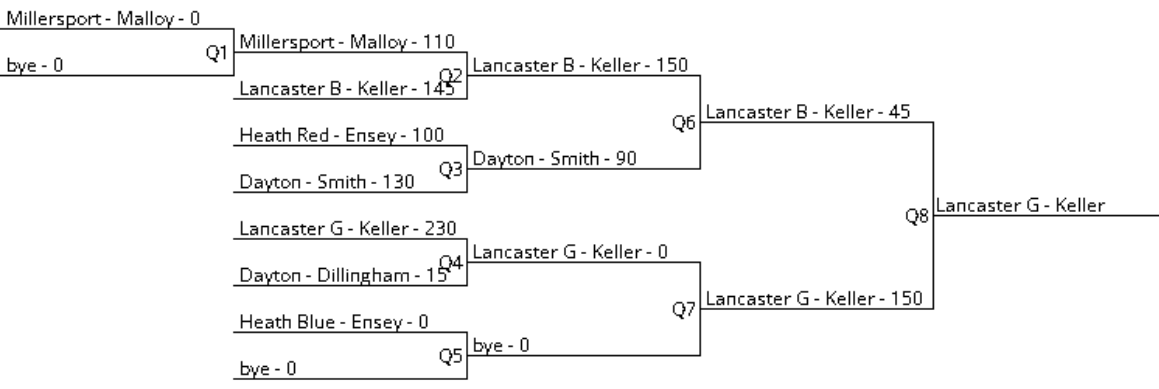 Millersport - Malloy - 0
bye - 0
Q1
Millersport - Malloy - 110
Lancaster B - Keller - 145
Q2
Heath Red - Ensey - 100
Dayton - Smith - 130
Q3
Lancaster G - Keller - 230
Dayton - Dillingham - 15
Q4
Heath Blue - Ensey - 0
bye - 0
Q5
Lancaster B - Keller - 150
Dayton - Smith - 90
Q6
Lancaster G - Keller - 0
bye - 0
Q7
Lancaster B - Keller - 45
Lancaster G - Keller - 150
Q8
Lancaster G - Keller